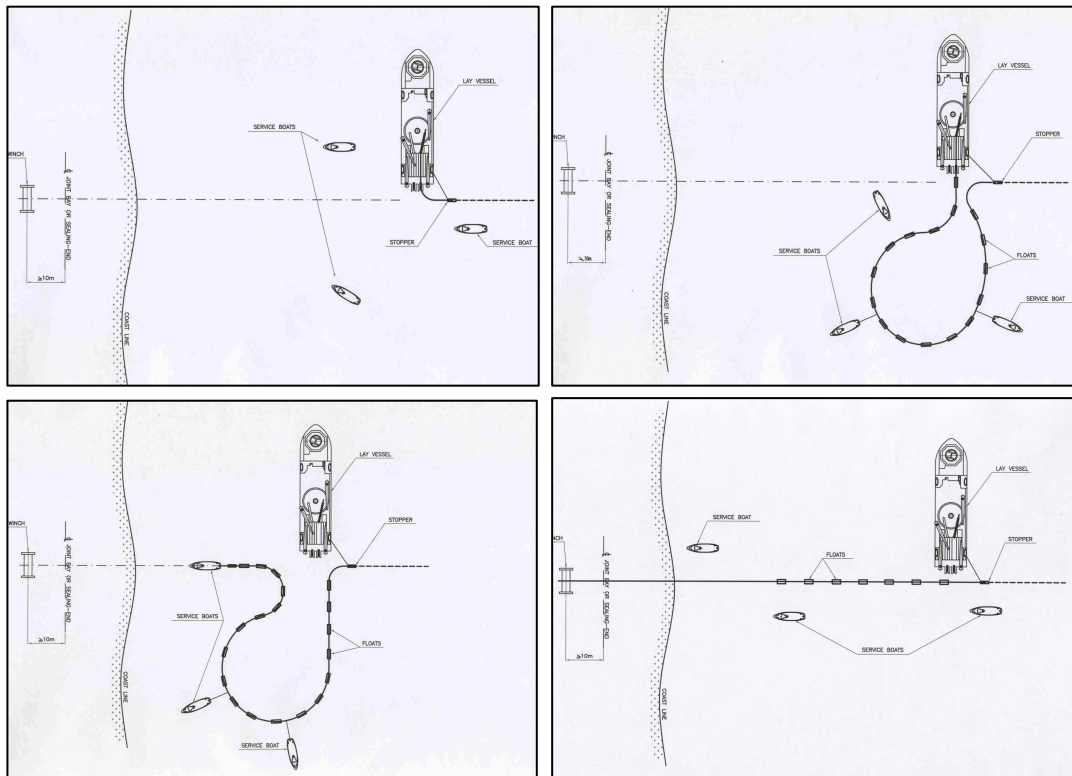 LAY VESSEL
SERVICE BOATS
WINCH
℄ JOINT BAY OR SEALING-END
STOPPER
SERVICE BOAT
≥10m
COAST LINE
LAY VESSEL
STOPPER
INCH
℄ JOINT BAY OR SEALING-END
SERVICE BOATS
FLOATS
SERVICE BOAT
COAST LINE
LAY VESSEL
STOPPER
WINCH
℄ JOINT BAY OR SEALING-END
SERVICE BOATS
FLOATS
≥10m
COAST LINE
SERVICE BOAT
LAY VESSEL
SERVICE BOAT
FLOATS
STOPPER
NCH
℄ JOINT BAY OR SEALING-END
≥10m
SERVICE BOATS
COAST LINE